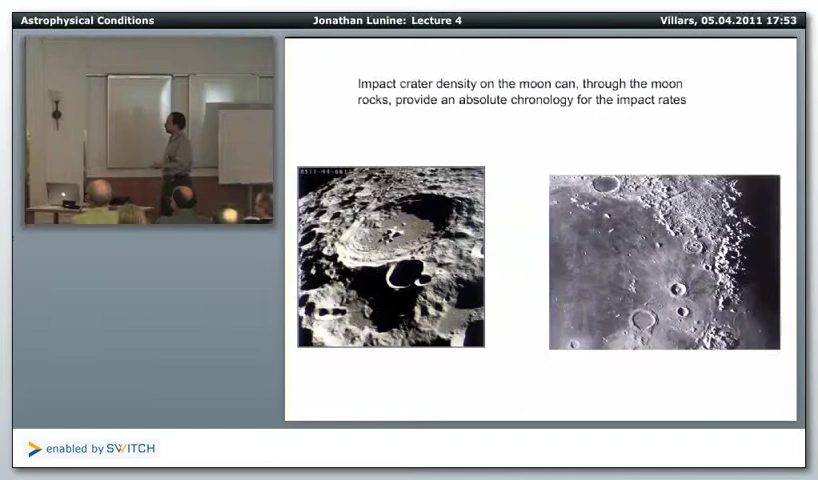 Astrophysical Conditions
Jonathan Lunine: Lecture 4
Villars, 05.04.2011 17:53
Impact crater density on the moon can, through the moon
rocks, provide an absolute chronology for the impact rates
enabled by SWITCH